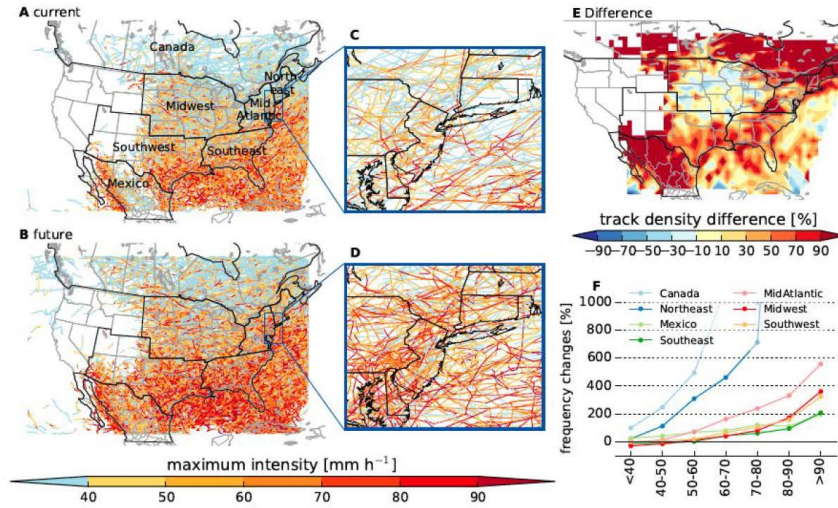 A current
Canada
North
east
Midwest
Mid
Atlantic
Southwest
Southeast
Mexico
C
E Difference
track density difference [%]
−90 −70 −50 −30 −10 10 30 50 70 90
B future
D
maximum intensity [mm h⁻¹]
40 50 60 70 80 90
F
Canada
Northeast
Mexico
Southeast
MidAtlantic
Midwest
Southwest
frequency changes [%]
1000
800
600
400
200
0
<40
40-50
50-60
60-70
70-80
80-90
>90